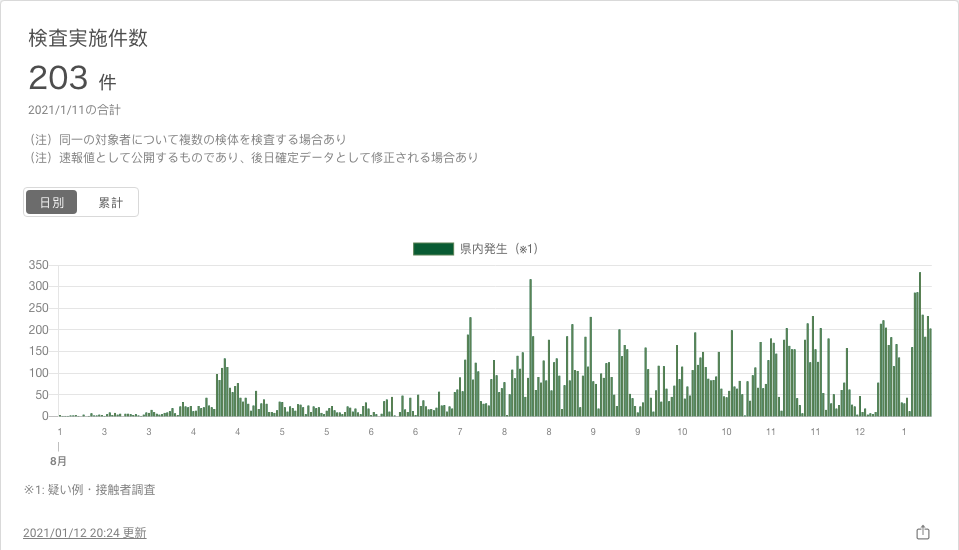 検査実施件数
203 件
2021/1/11の合計
（注）同一の対象者について複数の検体を検査する場合あり
（注）速報値として公開するものであり、後日確定データとして修正される場合あり
日別 累計
県内発生（※1）
350
300
250
200
150
100
50
0
1 3 3 4 4 5 5 6 6 7 8 8 9 9 10 10 11 11 12 1
8月
※1: 疑い例・接触者調査
2021/01/12 20:24 更新